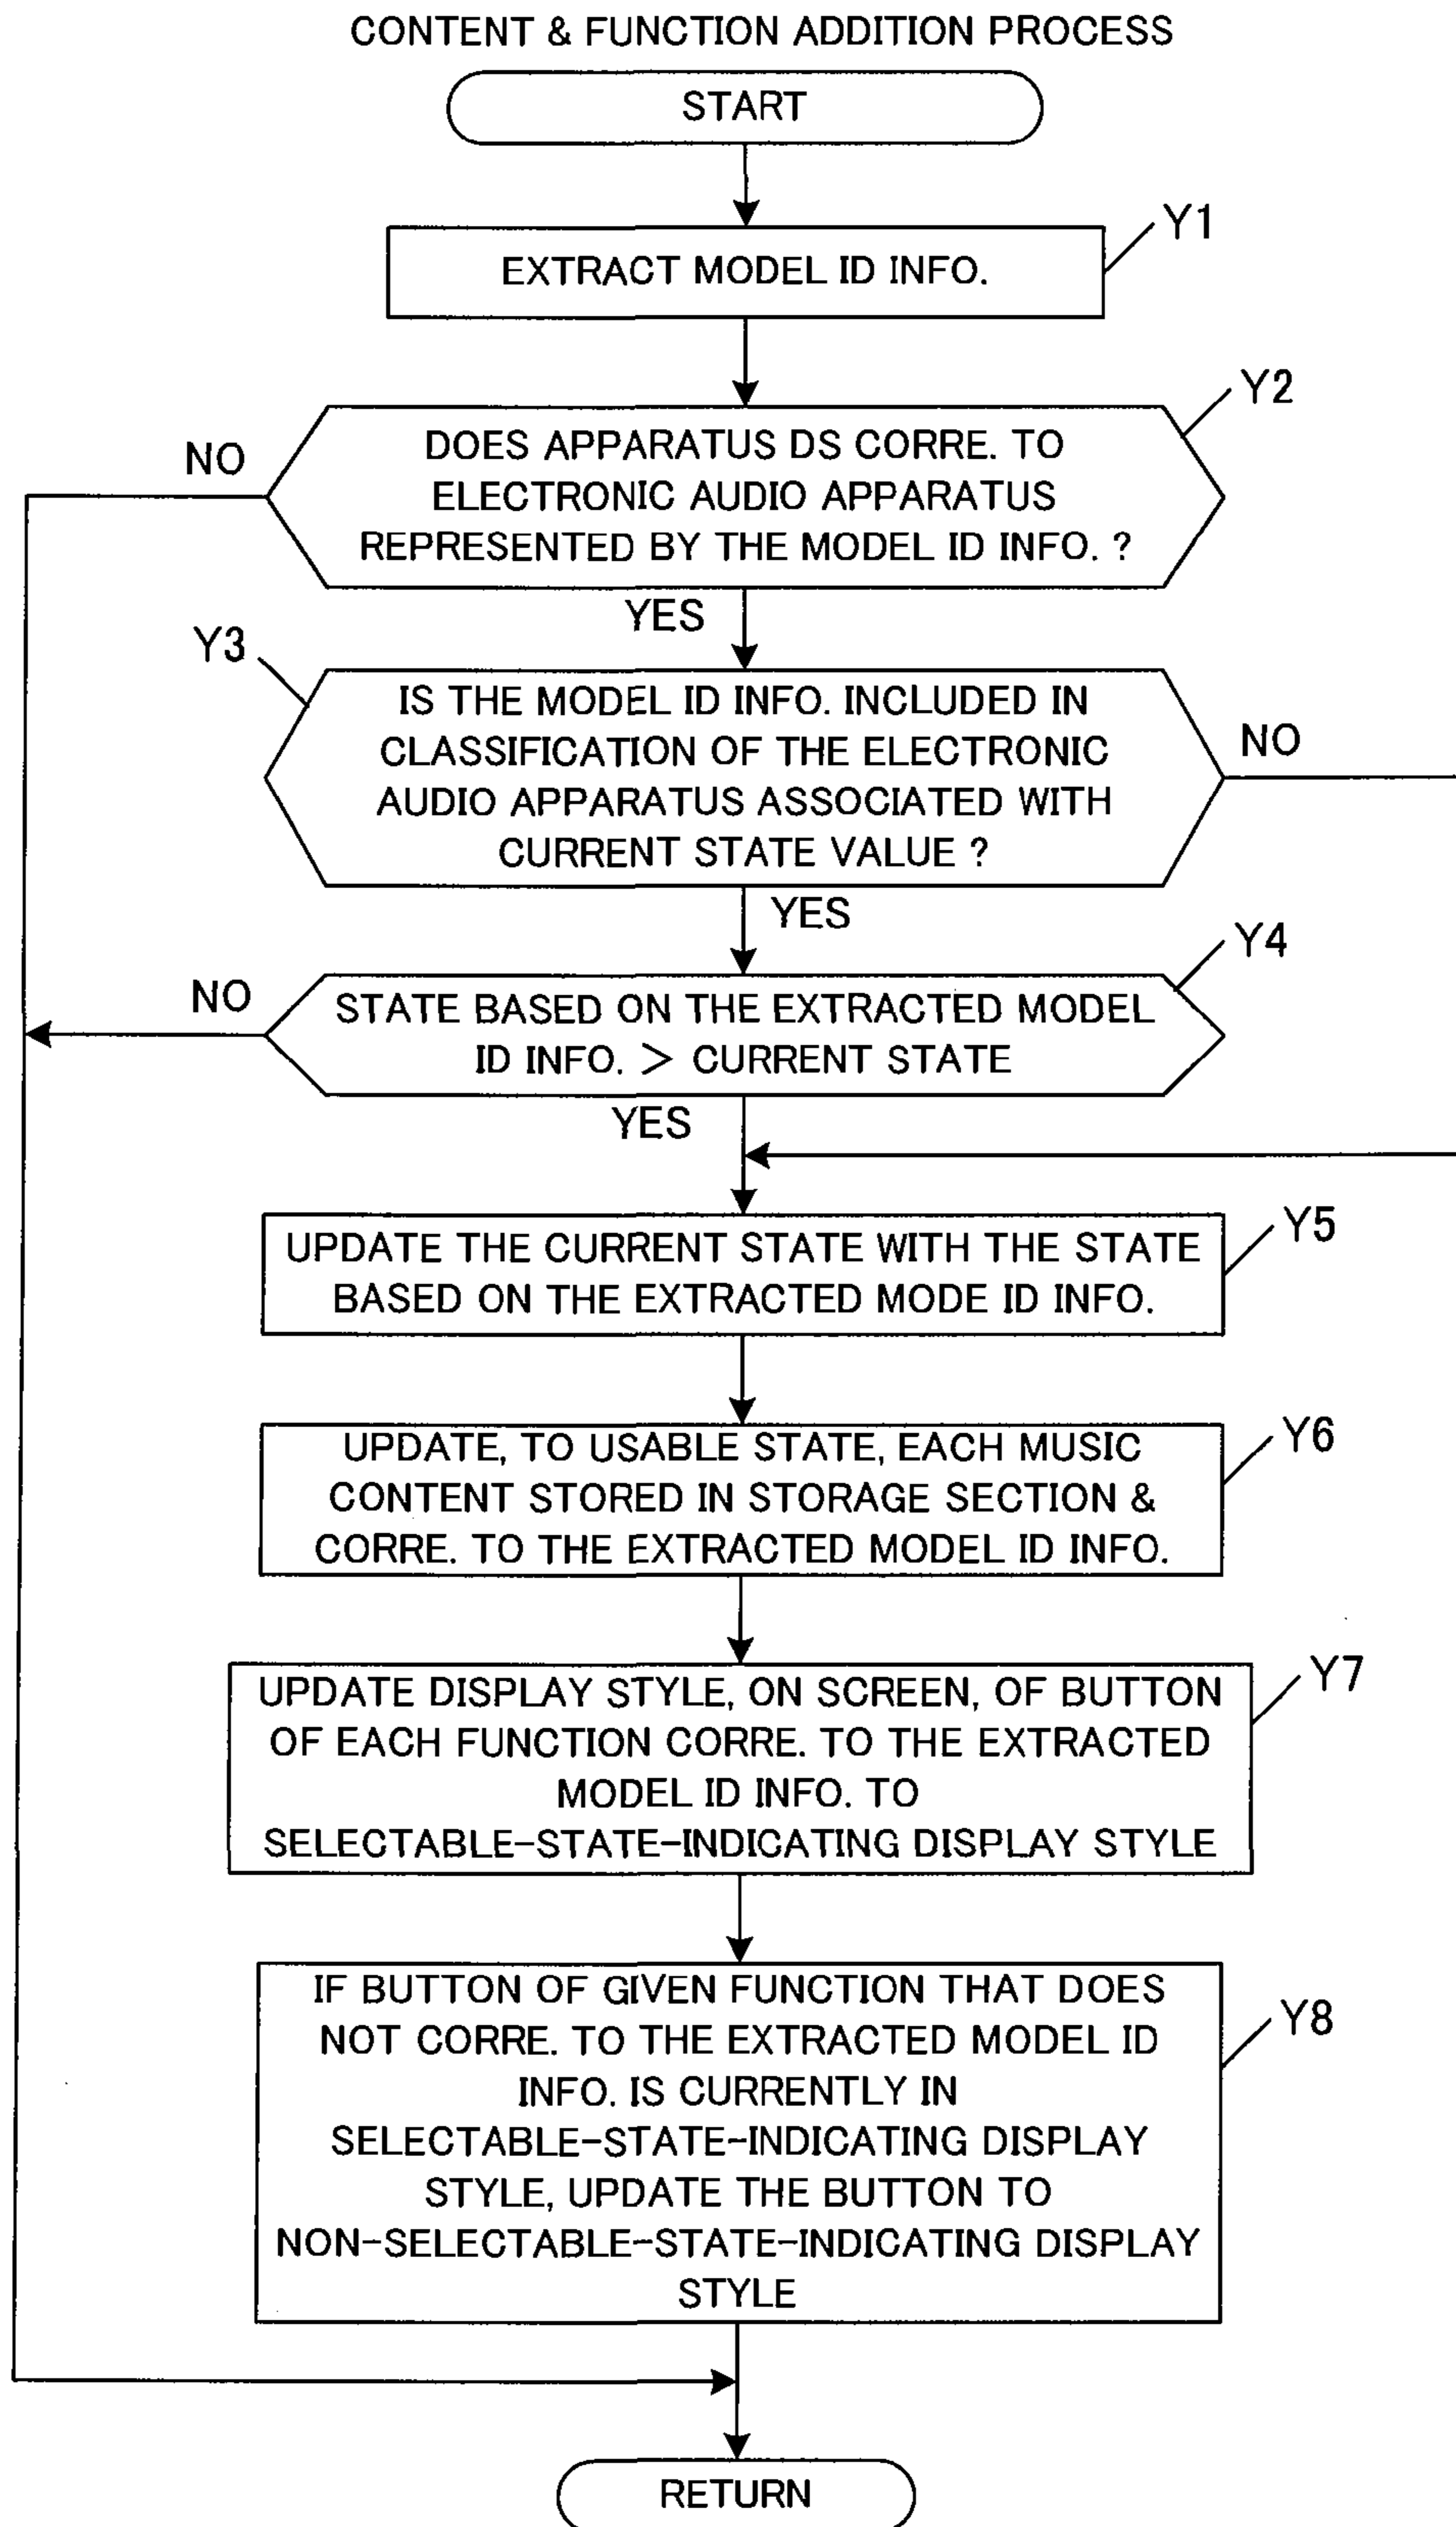 CONTENT & FUNCTION ADDITION PROCESS
START
Y1
EXTRACT MODEL ID INFO.
Y2
NO
DOES APPARATUS DS CORRE. TO
ELECTRONIC AUDIO APPARATUS
REPRESENTED BY THE MODEL ID INFO. ?
YES
Y3
IS THE MODEL ID INFO. INCLUDED IN
CLASSIFICATION OF THE ELECTRONIC
AUDIO APPARATUS ASSOCIATED WITH
CURRENT STATE VALUE ?
NO
YES
Y4
NO
STATE BASED ON THE EXTRACTED MODEL
ID INFO. > CURRENT STATE
YES
Y5
UPDATE THE CURRENT STATE WITH THE STATE
BASED ON THE EXTRACTED MODE ID INFO.
Y6
UPDATE, TO USABLE STATE, EACH MUSIC
CONTENT STORED IN STORAGE SECTION &
CORRE. TO THE EXTRACTED MODEL ID INFO.
Y7
UPDATE DISPLAY STYLE, ON SCREEN, OF BUTTON
OF EACH FUNCTION CORRE. TO THE EXTRACTED
MODEL ID INFO. TO
SELECTABLE-STATE-INDICATING DISPLAY STYLE
Y8
IF BUTTON OF GIVEN FUNCTION THAT DOES
NOT CORRE. TO THE EXTRACTED MODEL ID
INFO. IS CURRENTLY IN
SELECTABLE-STATE-INDICATING DISPLAY
STYLE, UPDATE THE BUTTON TO
NON-SELECTABLE-STATE-INDICATING DISPLAY
STYLE
RETURN